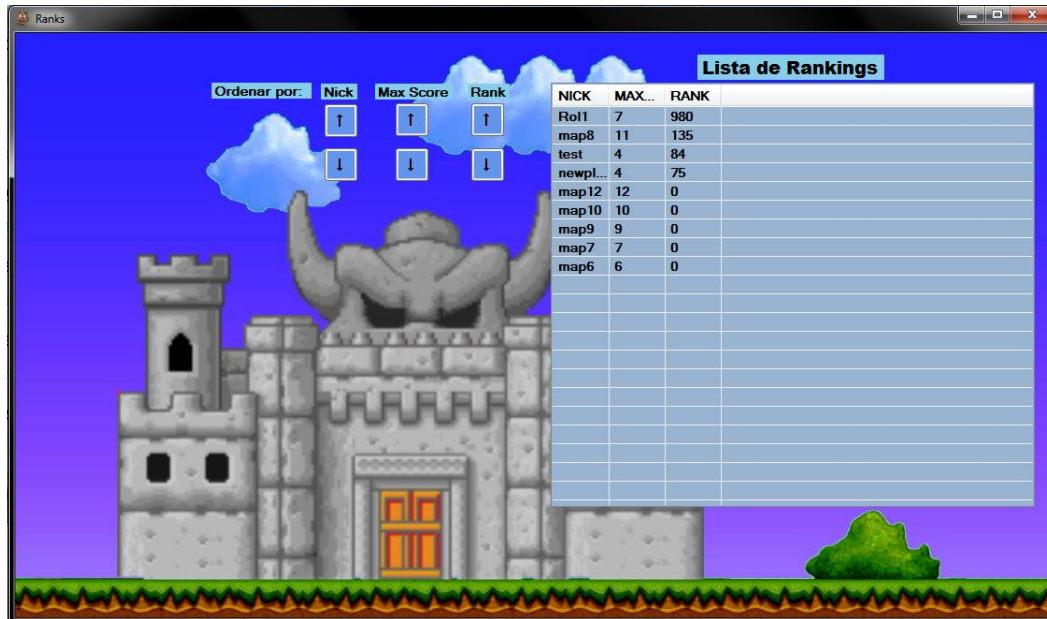 Ranks
Lista de Rankings
Ordenar por: Nick Max Score Rank
↑ ↑ ↑
↓ ↓ ↓
NICK MAX... RANK
Rol1 7 980
map8 11 135
test 4 84
newpl... 4 75
map12 12 0
map10 10 0
map9 9 0
map7 7 0
map6 6 0